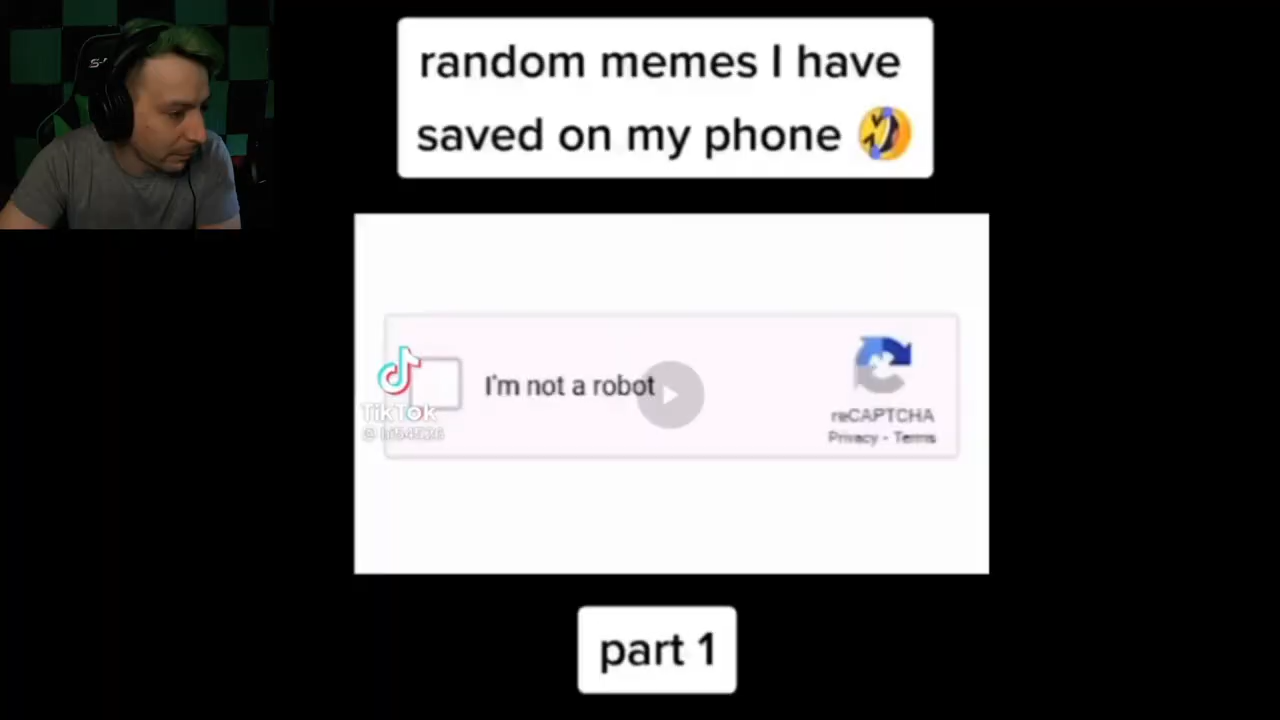 random memes I have
saved on my phone 🤣
I'm not a robot
reCAPTCHA
Privacy - Terms
TikTok
part 1